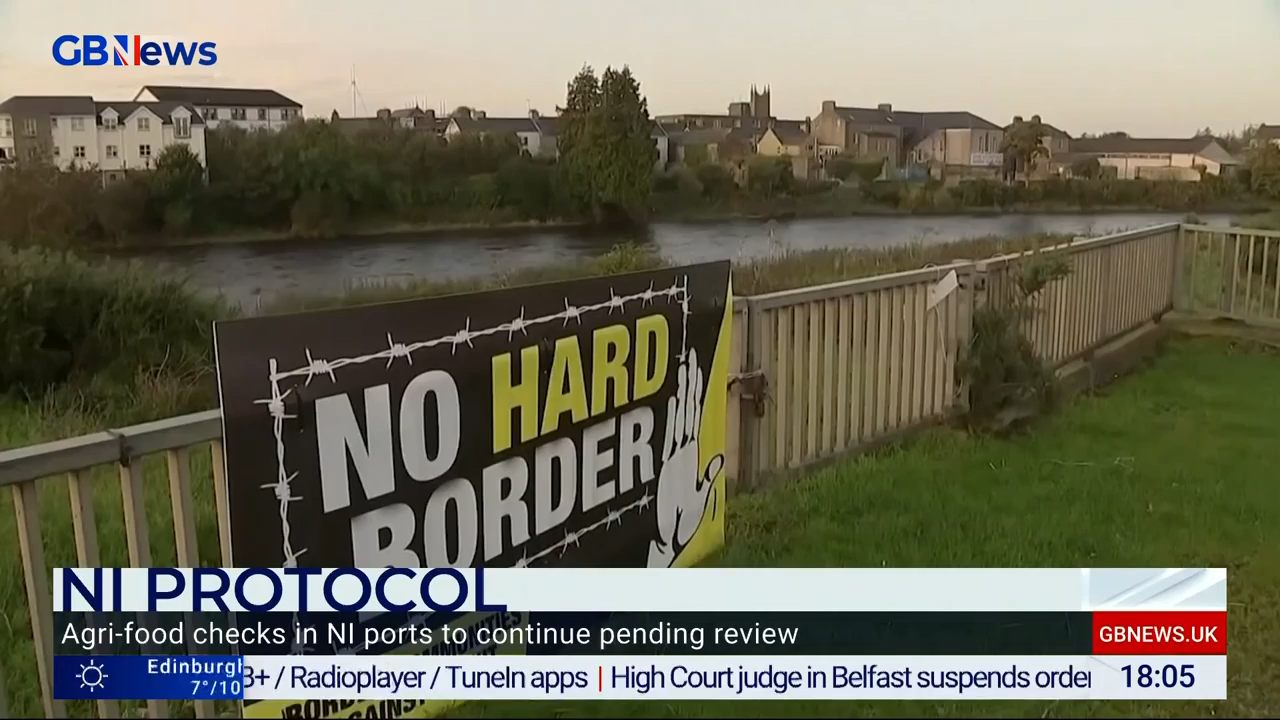 GBNews
NO HARD
BORDER
NI PROTOCOL
Agri-food checks in NI ports to continue pending review
GBNEWS.UK
Edinburgh
7°/10
/ Radioplayer / TuneIn apps | High Court judge in Belfast suspends order
18:05